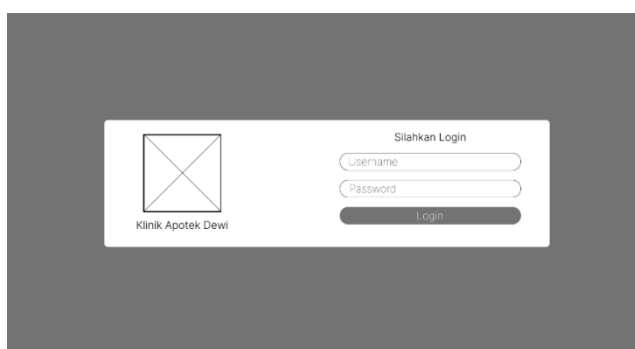 Silahkan Login
Username
Password
Login
Klinik Apotek Dewi